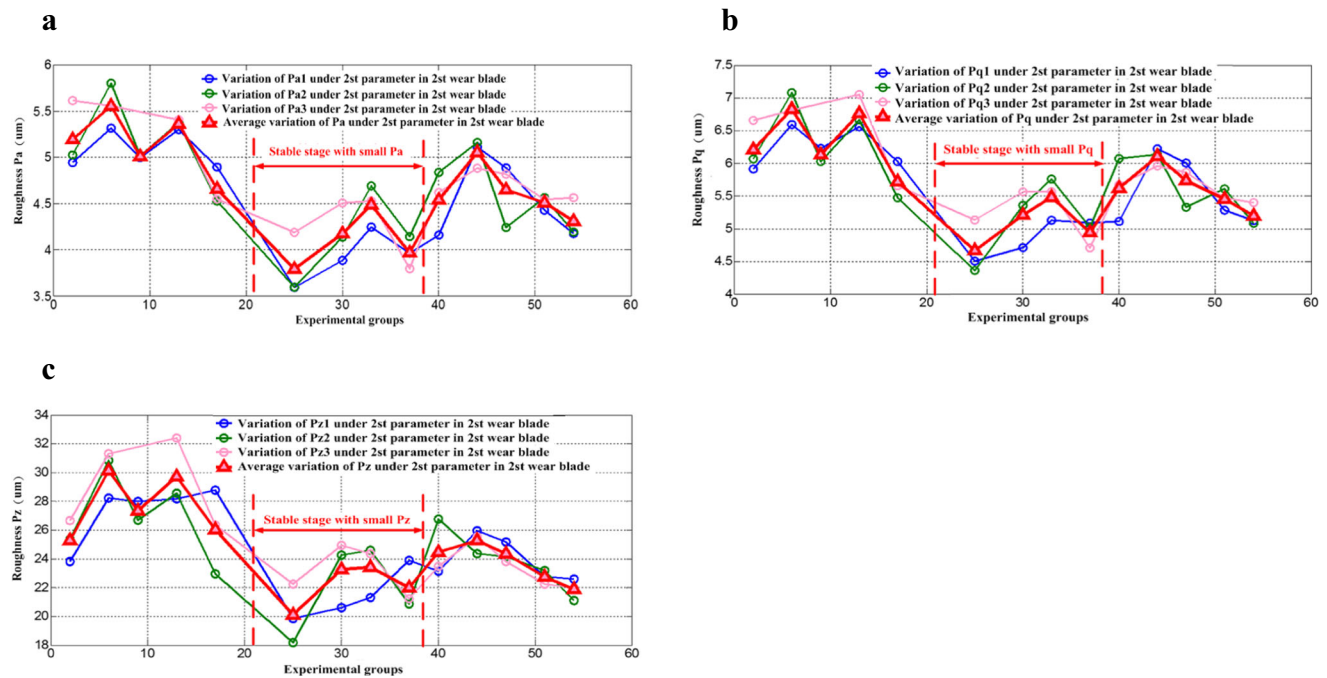 a
Roughness Pa (um)
6
5.5
5
4.5
4
3.5
Variation of Pa1 under 2st parameter in 2st wear blade
Variation of Pa2 under 2st parameter in 2st wear blade
Variation of Pa3 under 2st parameter in 2st wear blade
Average variation of Pa under 2st parameter in 2st wear blade
Stable stage with small Pa
0 10 20 30 40 50 60
Experimental groups
b
Roughness Pq (um)
7.5
7
6.5
6
5.5
5
4.5
4
Variation of Pq1 under 2st parameter in 2st wear blade
Variation of Pq2 under 2st parameter in 2st wear blade
Variation of Pq3 under 2st parameter in 2st wear blade
Average variation of Pq under 2st parameter in 2st wear blade
Stable stage with small Pq
0 10 20 30 40 50 60
Experimental groups
c
Roughness Pz (um)
34
32
30
28
26
24
22
20
18
Variation of Pz1 under 2st parameter in 2st wear blade
Variation of Pz2 under 2st parameter in 2st wear blade
Variation of Pz3 under 2st parameter in 2st wear blade
Average variation of Pz under 2st parameter in 2st wear blade
Stable stage with small Pz
0 10 20 30 40 50 60
Experimental groups